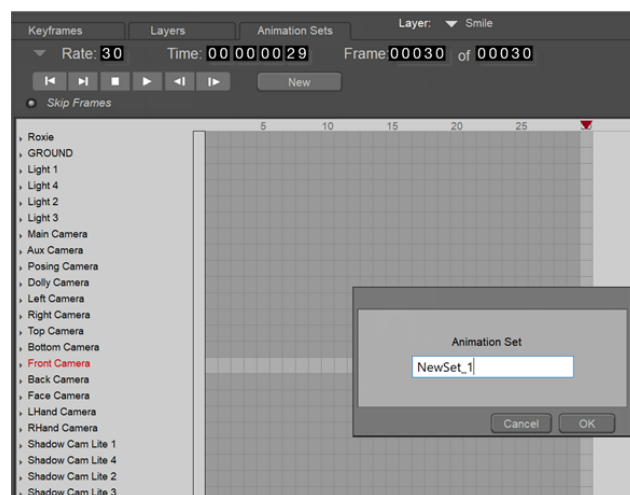 Keyframes Layers Animation Sets Layer: Smile
Rate: 30 Time: 00 00 00 29 Frame: 00030 of 00030
New
Skip Frames
5 10 15 20 25
Roxie
GROUND
Light 1
Light 4
Light 2
Light 3
Main Camera
Aux Camera
Posing Camera
Dolly Camera
Left Camera
Right Camera
Top Camera
Bottom Camera
Front Camera
Back Camera
Face Camera
LHand Camera
RHand Camera
Shadow Cam Lite 1
Shadow Cam Lite 4
Shadow Cam Lite 2
Shadow Cam Lite 3
Animation Set
NewSet_1
Cancel OK